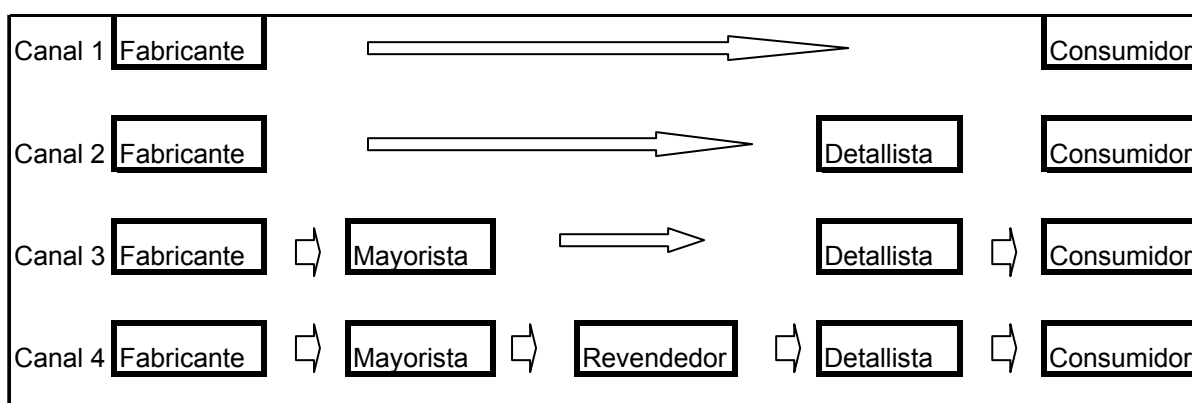 Canal 1 Fabricante Consumidor
Canal 2 Fabricante Detallista Consumidor
Canal 3 Fabricante Mayorista Detallista Consumidor
Canal 4 Fabricante Mayorista Revendedor Detallista Consumidor